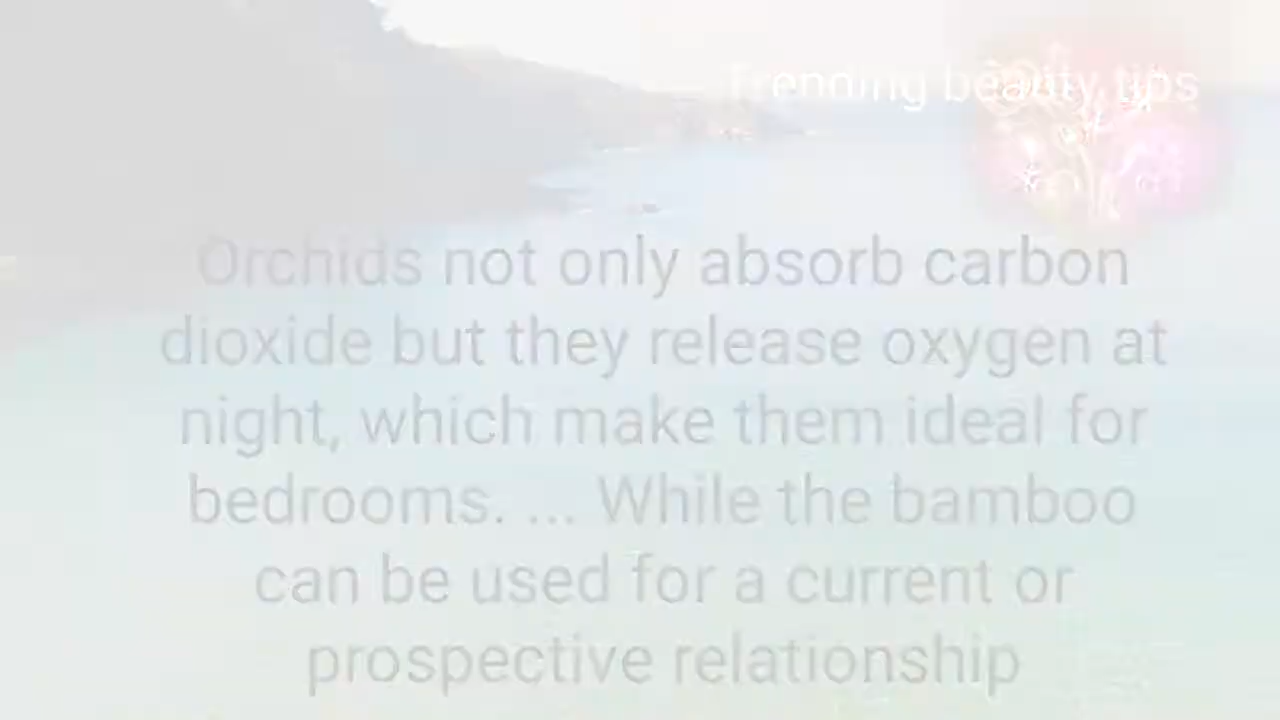 Trending beauty tips
Orchids not only absorb carbon
dioxide but they release oxygen at
night, which make them ideal for
bedrooms. ... While the bamboo
can be used for a current or
prospective relationship